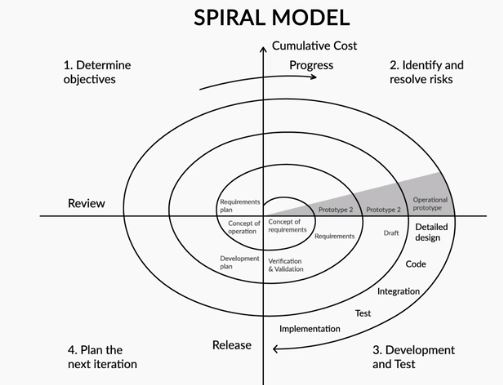 SPIRAL MODEL
Cumulative Cost
Progress
1. Determine
objectives
2. Identify and
resolve risks
Review
Requirements
plan
Prototype 2
Prototype 2
Operational
prototype
Concept of
operation
Concept of
requirements
Requirements
Draft
Detailed
design
Development
plan
Verification
& Validation
Code
Integration
Test
Implementation
Release
4. Plan the
next iteration
3. Development
and Test